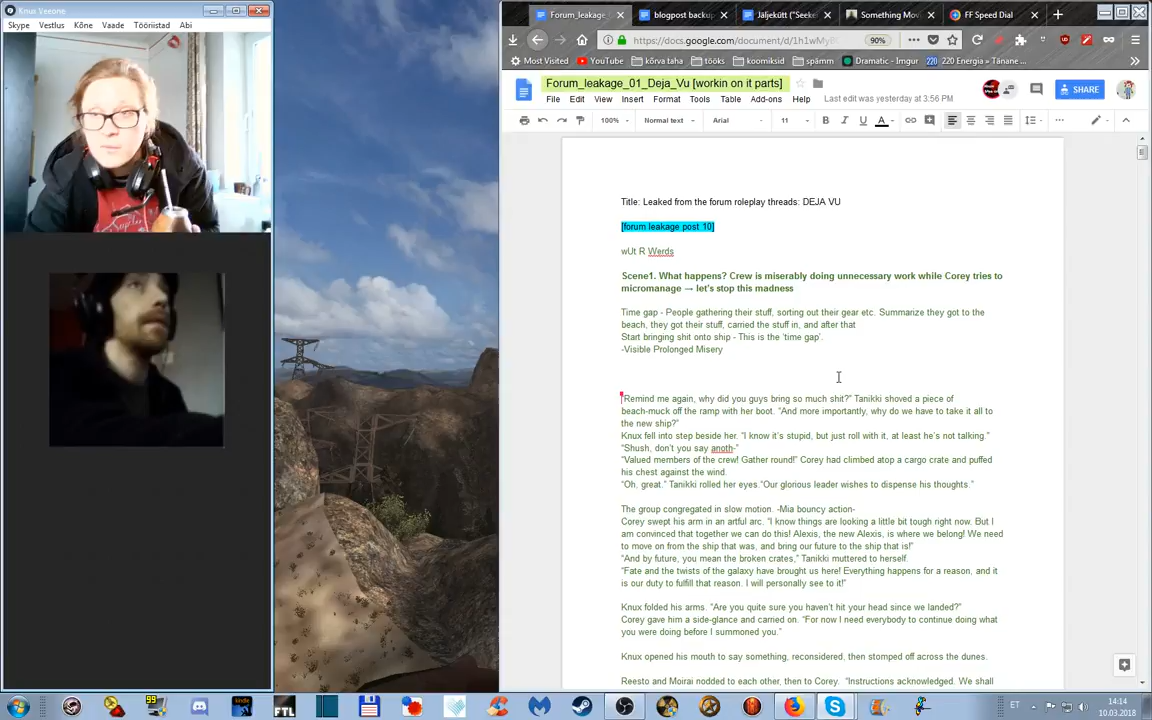 Knus Veeone
Skype Vestlus Kõne Vaade Tööriistad Abi
Forum_leakage_ blogpost backup Jäljekütt ("Seeke Something Mov FF Speed Dial
https://docs.google.com/document/d/1h1wMy 90%
Most Visited YouTube kõrva taha tööks koomiksid spämm Dramatic - Imgur 220 Energia » Tänane...
Forum_leakage_01_Deja_Vu [workin on it parts]
File Edit View Insert Format Tools Table Add-ons Help Last edit was yesterday at 3:56 PM
SHARE
100% Normal text Arial 11 B I U A
Title: Leaked from the forum roleplay threads: DEJA VU
[forum leakage post 10]
wUt R Werds
Scene1. What happens? Crew is miserably doing unnecessary work while Corey tries to
micromanage → let's stop this madness
Time gap - People gathering their stuff, sorting out their gear etc. Summarize they got to the
beach, they got their stuff, carried the stuff in, and after that
Start bringing shit onto ship - This is the 'time gap'.
-Visible Prolonged Misery
"Remind me again, why did you guys bring so much shit?" Tanikki shoved a piece of
beach-muck off the ramp with her boot. "And more importantly, why do we have to take it all to
the new ship?"
Knux fell into step beside her. "I know it's stupid, but just roll with it, at least he's not talking."
"Shush, don't you say anoth-"
"Valued members of the crew! Gather round!" Corey had climbed atop a cargo crate and puffed
his chest against the wind.
"Oh, great." Tanikki rolled her eyes."Our glorious leader wishes to dispense his thoughts."
The group congregated in slow motion. -Mia bouncy action-
Corey swept his arm in an artful arc. "I know things are looking a little bit tough right now. But I
am convinced that together we can do this! Alexis, the new Alexis, is where we belong! We need
to move on from the ship that was, and bring our future to the ship that is!"
"And by future, you mean the broken crates," Tanikki muttered to herself.
"Fate and the twists of the galaxy have brought us here! Everything happens for a reason, and it
is our duty to fulfill that reason. I will personally see to it!"
Knux folded his arms. "Are you quite sure you haven't hit your head since we landed?"
Corey gave him a side-glance and carried on. "For now I need everybody to continue doing what
you were doing before I summoned you."
Knux opened his mouth to say something, reconsidered, then stomped off across the dunes.
Reesto and Moirai nodded to each other, then to Corey. "Instructions acknowledged. We shall
99 kindle FTL ET 14:14
10.03.2018